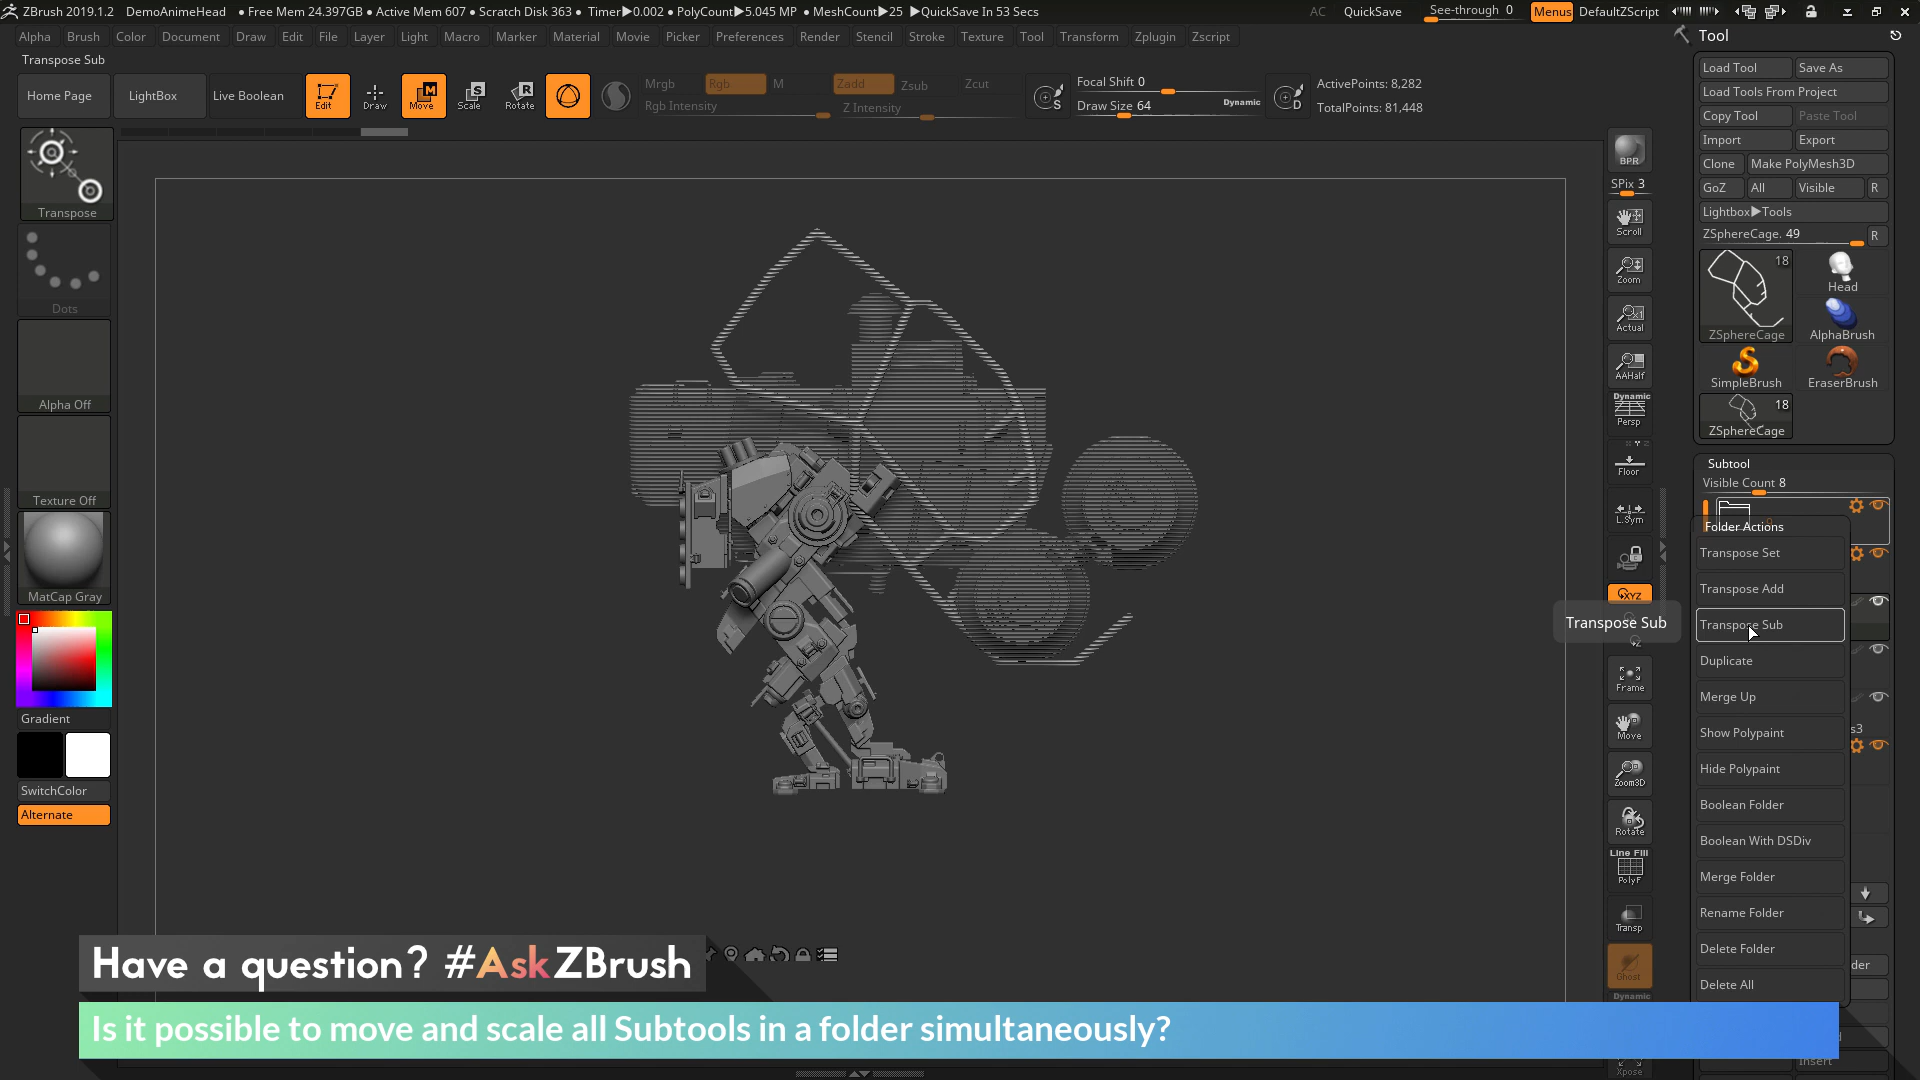 ZBrush 2019.1.2 DemoAnimeHead • Free Mem 24.397GB • Active Mem 607 • Scratch Disk 363 • Timer▶0.002 • PolyCount▶5.045 MP • MeshCount▶25 ▶QuickSave In 53 Secs AC QuickSave See-through 0 Menus DefaultZScript
Alpha Brush Color Document Draw Edit File Layer Light Macro Marker Material Movie Picker Preferences Render Stencil Stroke Texture Tool Transform Zplugin Zscript
Transpose Sub
Home Page LightBox Live Boolean
Edit Draw Move Scale Rotate
M S R
Mrgb Rgb M Zadd Zsub Zcut
Rgb Intensity Z Intensity
S Focal Shift 0
Draw Size 64 Dynamic
D
ActivePoints: 8,282
TotalPoints: 81,448
Transpose
Dots
Alpha Off
Texture Off
MatCap Gray
Gradient
SwitchColor
Alternate
BPR
SPix 3
Scroll
Zoom
Actual
AAHalf
Dynamic
Persp
Floor
L.Sym
XYZ
Transpose Sub
Z
Frame
Move
Zoom3D
Rotate
Line Fill
PolyF
Transp
Ghost
Dynamic
Xpose
Tool
Load Tool Save As
Load Tools From Project
Copy Tool Paste Tool
Import Export
Clone Make PolyMesh3D
GoZ All Visible R
Lightbox▶Tools
ZSphereCage. 49 R
18
ZSphereCage
Head
AlphaBrush
SimpleBrush EraserBrush
18
ZSphereCage
Subtool
Visible Count 8
Folder Actions
Transpose Set
Transpose Add
Transpose Sub
Duplicate
Merge Up
Show Polypaint
s3
Hide Polypaint
Boolean Folder
Boolean With DSDiv
Merge Folder
Rename Folder
Delete Folder
der
Delete All
Insert
Have a question? #AskZBrush
Is it possible to move and scale all Subtools in a folder simultaneously?